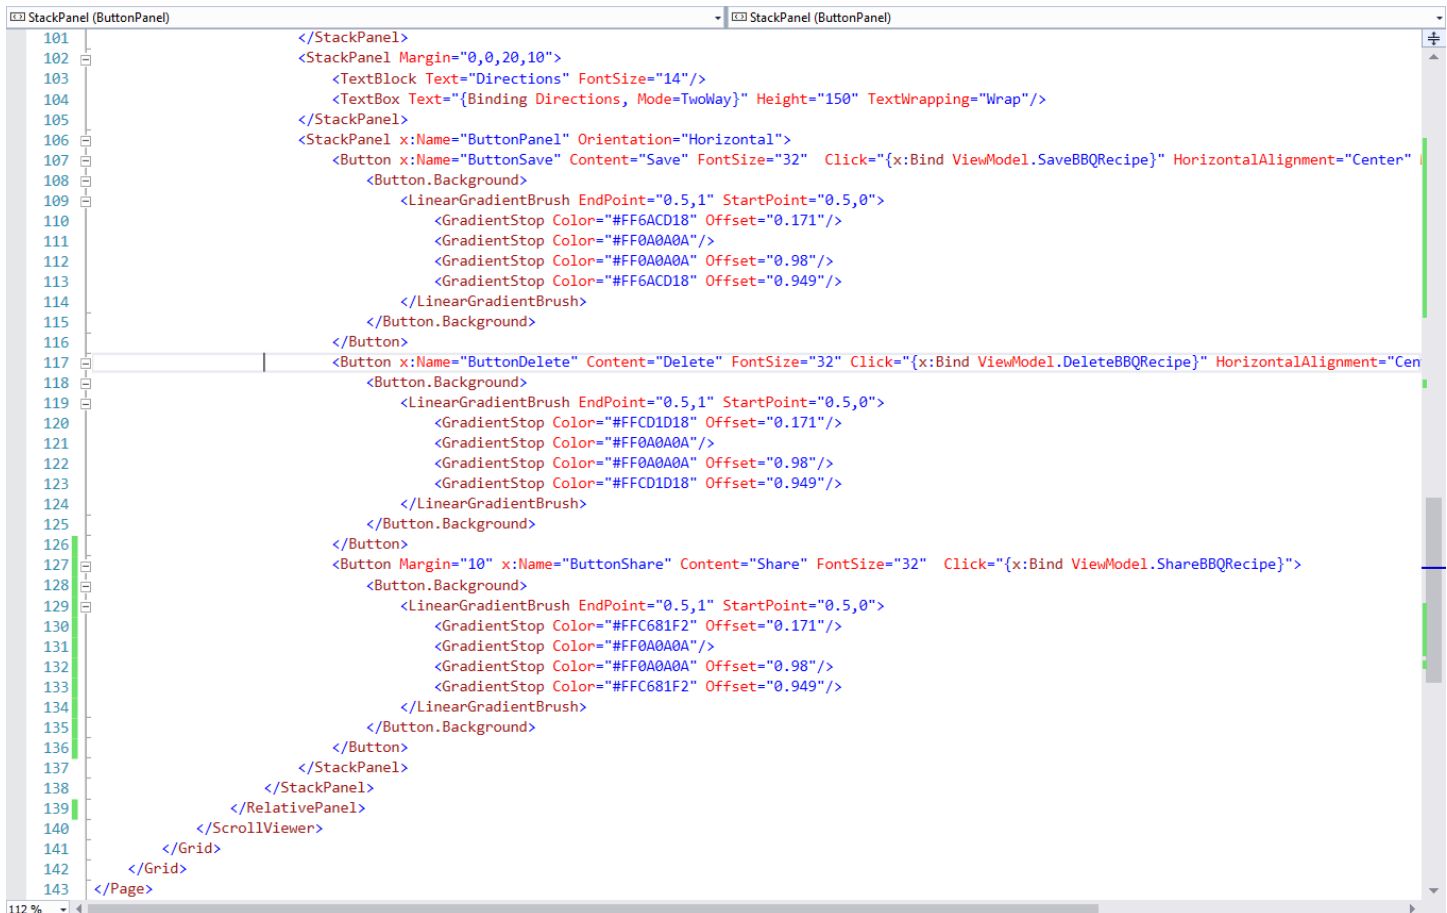 StackPanel (ButtonPanel) StackPanel (ButtonPanel)
101 </StackPanel>
102 <StackPanel Margin="0,0,20,10">
103 <TextBlock Text="Directions" FontSize="14"/>
104 <TextBox Text="{Binding Directions, Mode=TwoWay}" Height="150" TextWrapping="Wrap"/>
105 </StackPanel>
106 <StackPanel x:Name="ButtonPanel" Orientation="Horizontal">
107 <Button x:Name="ButtonSave" Content="Save" FontSize="32"  Click="{x:Bind ViewModel.SaveBBQRecipe}" HorizontalAlignment="Center"
108 <Button.Background>
109 <LinearGradientBrush EndPoint="0.5,1" StartPoint="0.5,0">
110 <GradientStop Color="#FF6ACD18" Offset="0.171"/>
111 <GradientStop Color="#FF0A0A0A"/>
112 <GradientStop Color="#FF0A0A0A" Offset="0.98"/>
113 <GradientStop Color="#FF6ACD18" Offset="0.949"/>
114 </LinearGradientBrush>
115 </Button.Background>
116 </Button>
117 <Button x:Name="ButtonDelete" Content="Delete" FontSize="32" Click="{x:Bind ViewModel.DeleteBBQRecipe}" HorizontalAlignment="Cen
118 <Button.Background>
119 <LinearGradientBrush EndPoint="0.5,1" StartPoint="0.5,0">
120 <GradientStop Color="#FFCD1D18" Offset="0.171"/>
121 <GradientStop Color="#FF0A0A0A"/>
122 <GradientStop Color="#FF0A0A0A" Offset="0.98"/>
123 <GradientStop Color="#FFCD1D18" Offset="0.949"/>
124 </LinearGradientBrush>
125 </Button.Background>
126 </Button>
127 <Button Margin="10" x:Name="ButtonShare" Content="Share" FontSize="32"  Click="{x:Bind ViewModel.ShareBBQRecipe}">
128 <Button.Background>
129 <LinearGradientBrush EndPoint="0.5,1" StartPoint="0.5,0">
130 <GradientStop Color="#FFC681F2" Offset="0.171"/>
131 <GradientStop Color="#FF0A0A0A"/>
132 <GradientStop Color="#FF0A0A0A" Offset="0.98"/>
133 <GradientStop Color="#FFC681F2" Offset="0.949"/>
134 </LinearGradientBrush>
135 </Button.Background>
136 </Button>
137 </StackPanel>
138 </StackPanel>
139 </RelativePanel>
140 </ScrollViewer>
141 </Grid>
142 </Grid>
143 </Page>
112 %